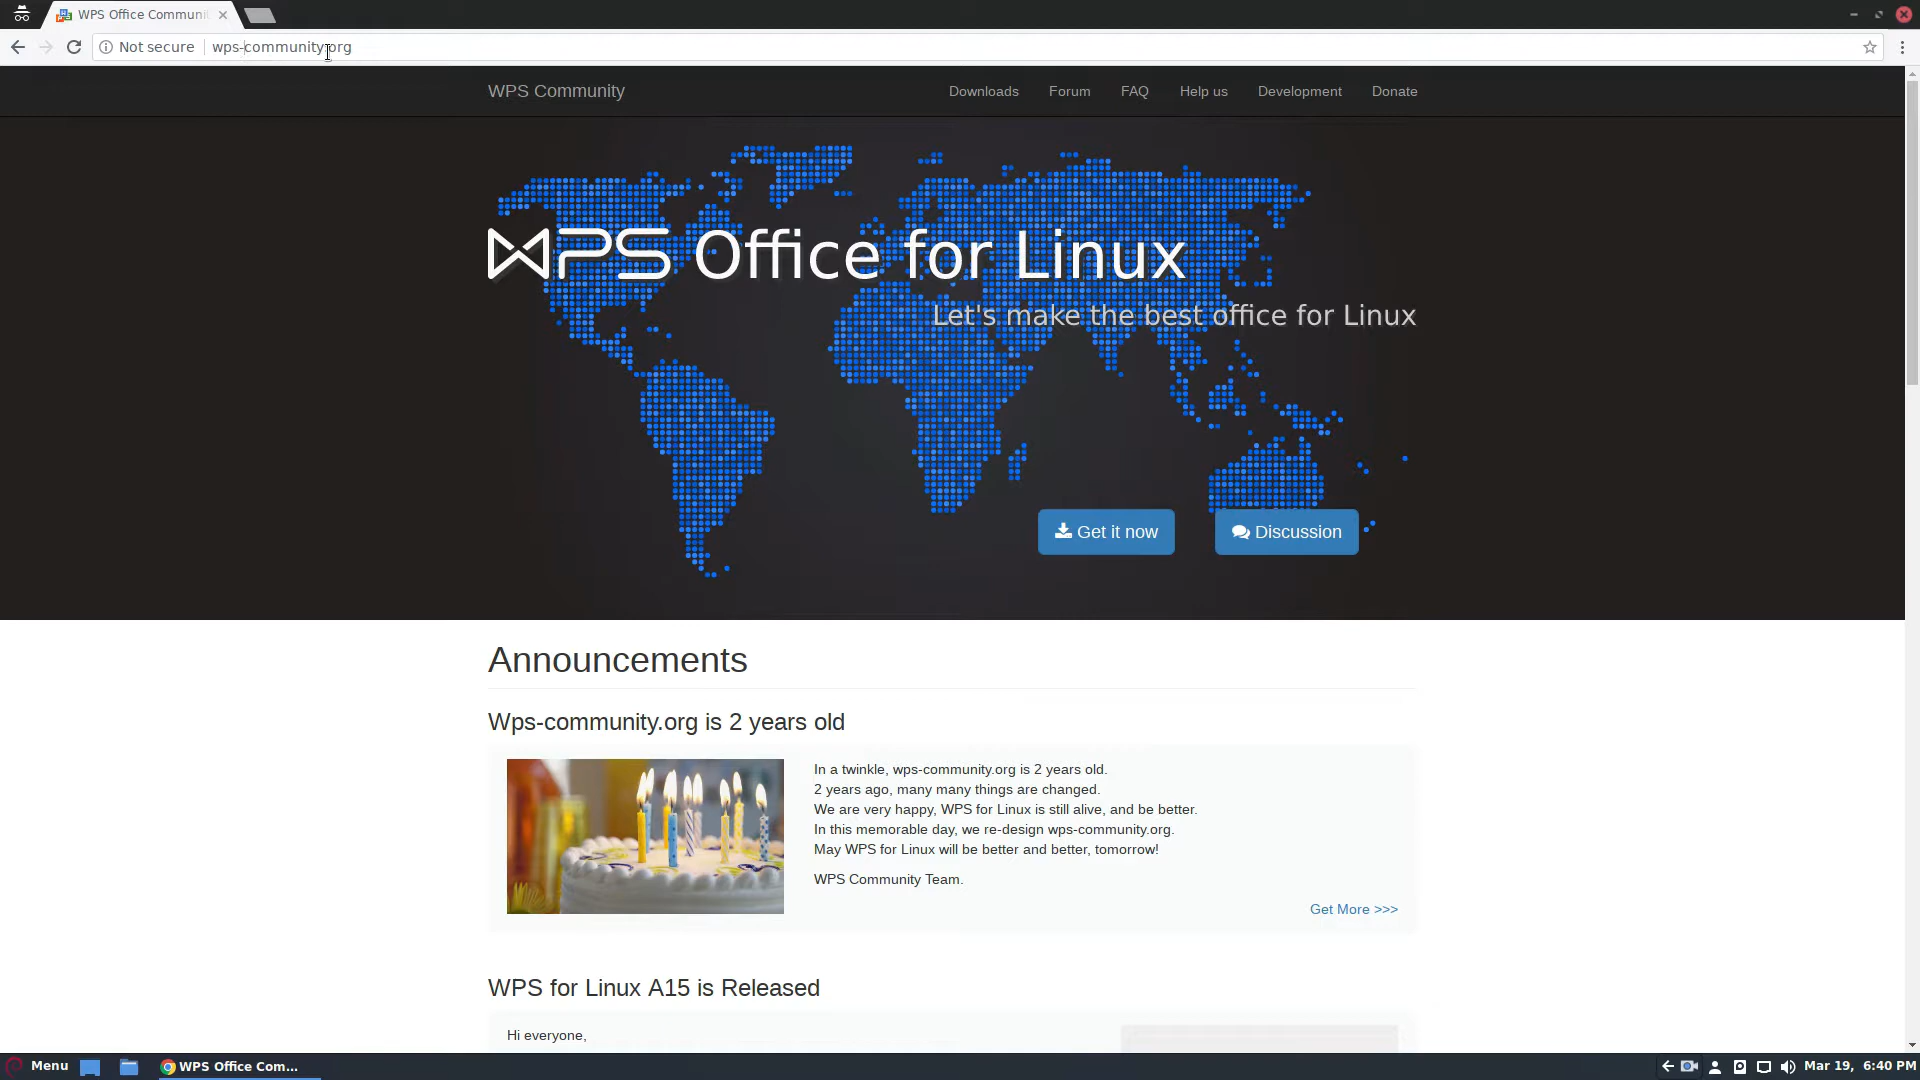 WPS Office Communi
Not secure
wps-community.org
WPS Community
Downloads
Forum
FAQ
Help us
Development
Donate
WPS Office for Linux
Let's make the best office for Linux
Get it now
Discussion
Announcements
Wps-community.org is 2 years old
In a twinkle, wps-community.org is 2 years old.
2 years ago, many many things are changed.
We are very happy, WPS for Linux is still alive, and be better.
In this memorable day, we re-design wps-community.org.
May WPS for Linux will be better and better, tomorrow!
WPS Community Team.
Get More >>>
WPS for Linux A15 is Released
Hi everyone,
Menu
WPS Office Com...
Mar 19, 6:40 PM